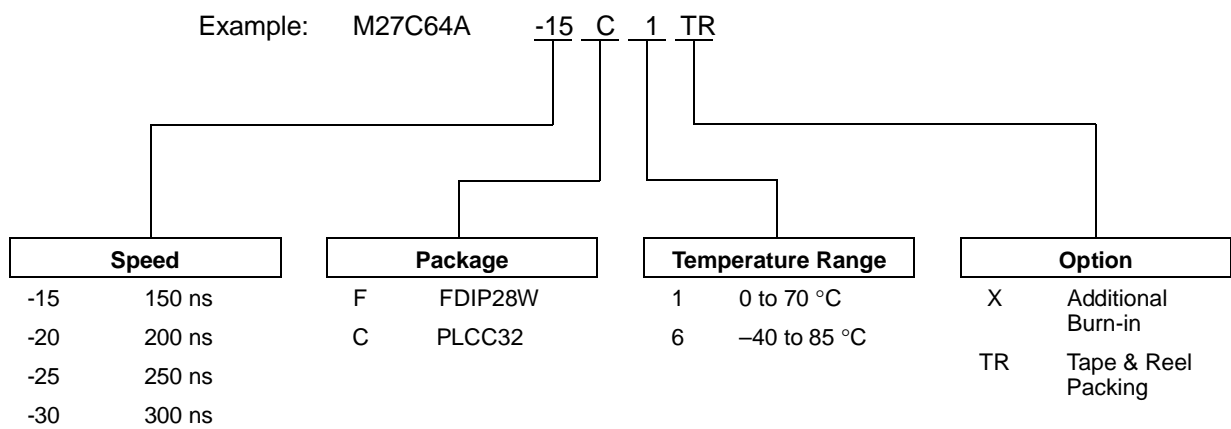 Example: M27C64A -15 C 1 TR
Speed
-15 150 ns
-20 200 ns
-25 250 ns
-30 300 ns
Package
F FDIP28W
C PLCC32
Temperature Range
1 0 to 70 °C
6 –40 to 85 °C
Option
X Additional
Burn-in
TR Tape & Reel
Packing